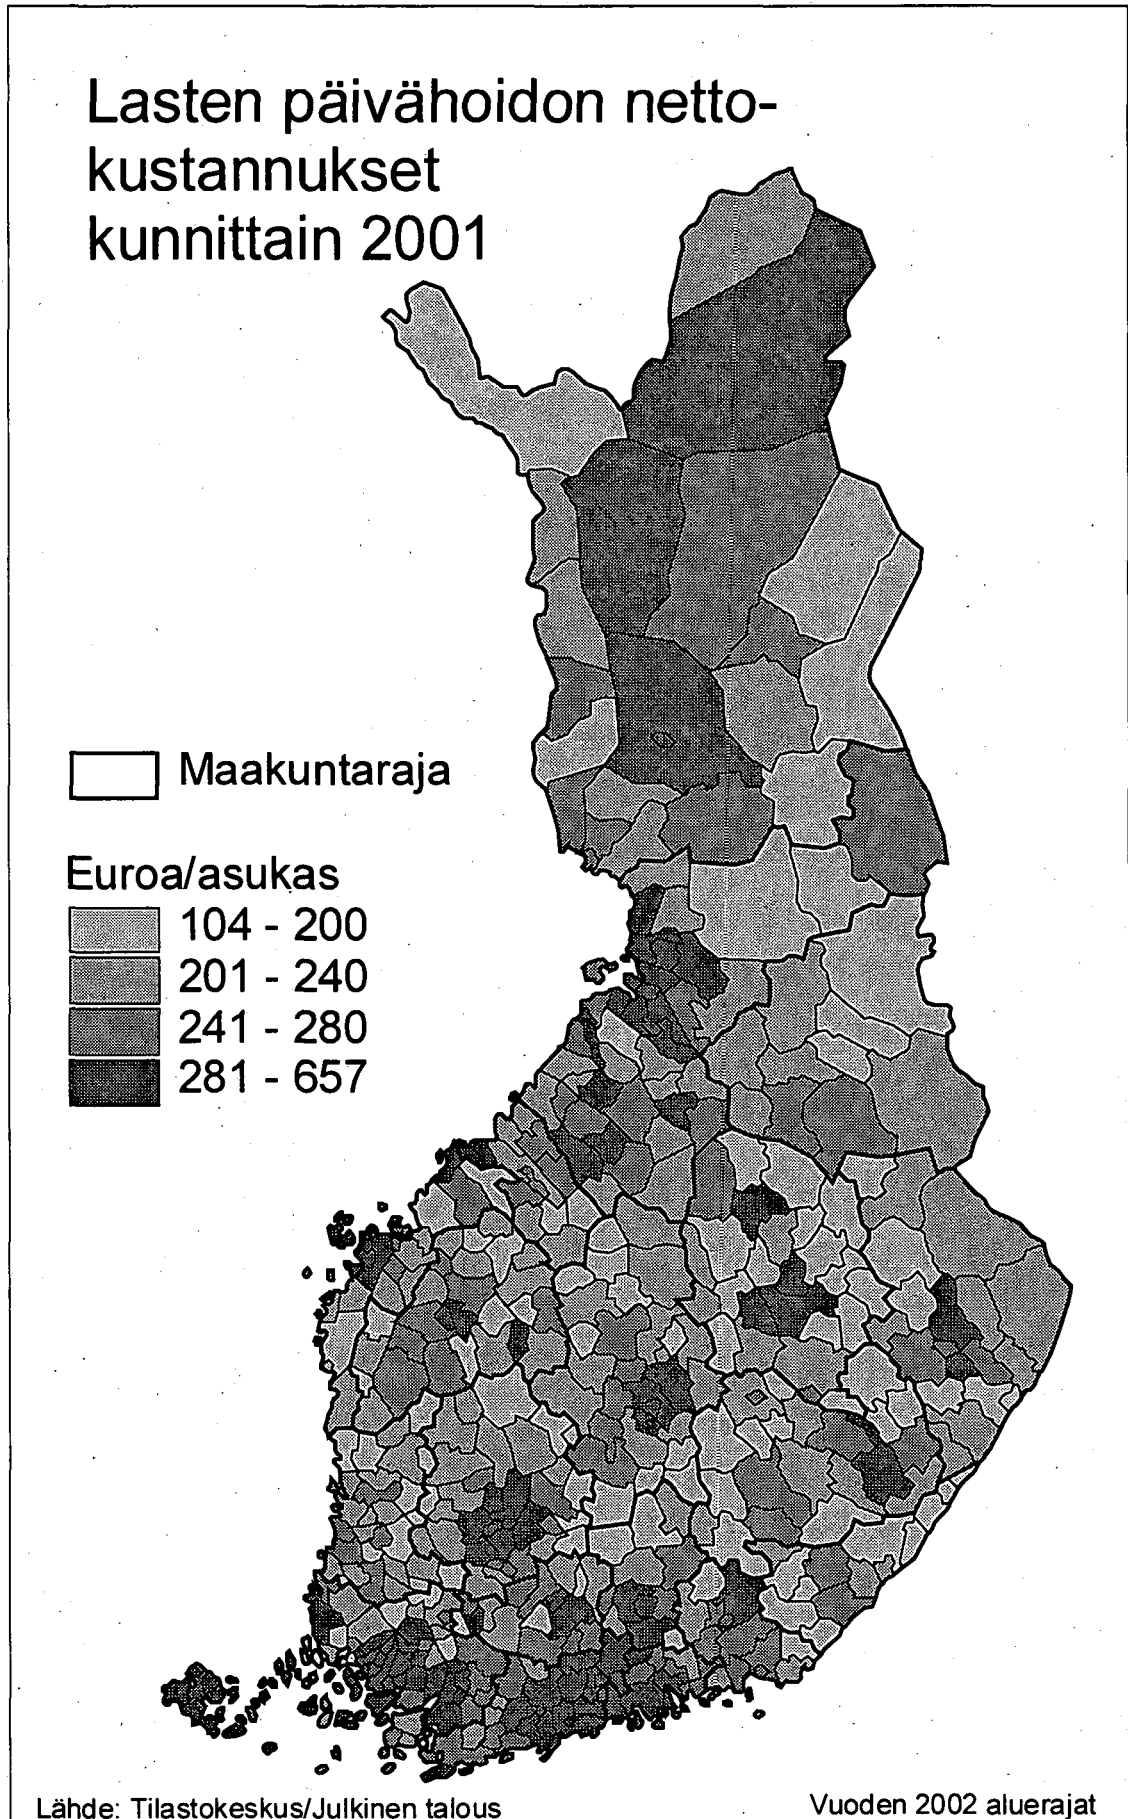 Lasten päivähoidon netto-
kustannukset
kunnittain 2001
Maakuntaraja
Euroa/asukas
104 - 200
201 - 240
241 - 280
281 - 657
Lähde: Tilastokeskus/Julkinen talous
Vuoden 2002 aluerajat